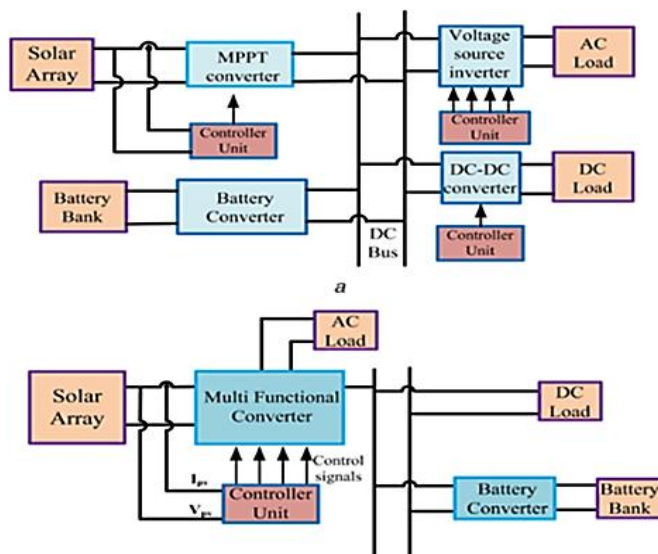 Solar
Array
MPPT
converter
Controller
Unit
Voltage
source
inverter
AC
Load
Controller
Unit
Battery
Bank
Battery
Converter
DC
Bus
DC-DC
converter
DC
Load
Controller
Unit
a
AC
Load
Solar
Array
Multi Functional
Converter
DC
Load
Control
signals
Ipv
Vpv
Controller
Unit
Battery
Converter
Battery
Bank